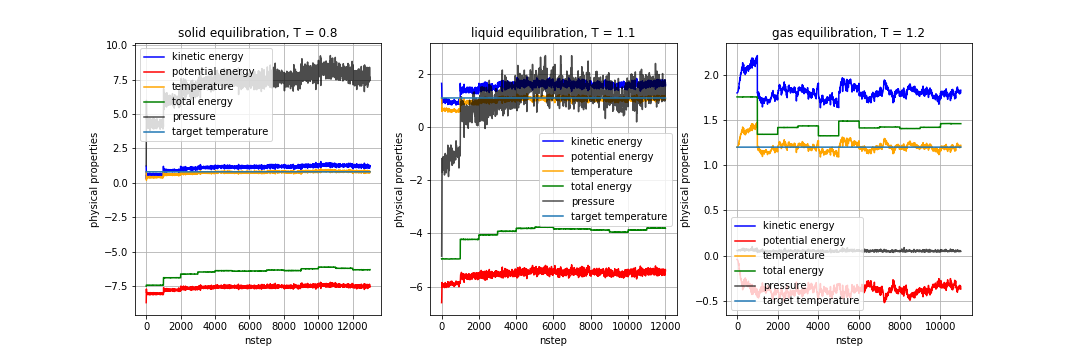 solid equilibration, T = 0.8
physical properties
10.0
7.5
5.0
2.5
0.0
−2.5
−5.0
−7.5
kinetic energy
potential energy
temperature
total energy
pressure
target temperature
0 2000 4000 6000 8000 10000 12000
nstep
liquid equilibration, T = 1.1
physical properties
2
0
−2
−4
−6
kinetic energy
potential energy
temperature
total energy
pressure
target temperature
0 2000 4000 6000 8000 10000 12000
nstep
gas equilibration, T = 1.2
physical properties
2.0
1.5
1.0
0.5
0.0
−0.5
kinetic energy
potential energy
temperature
total energy
pressure
target temperature
0 2000 4000 6000 8000 10000
nstep